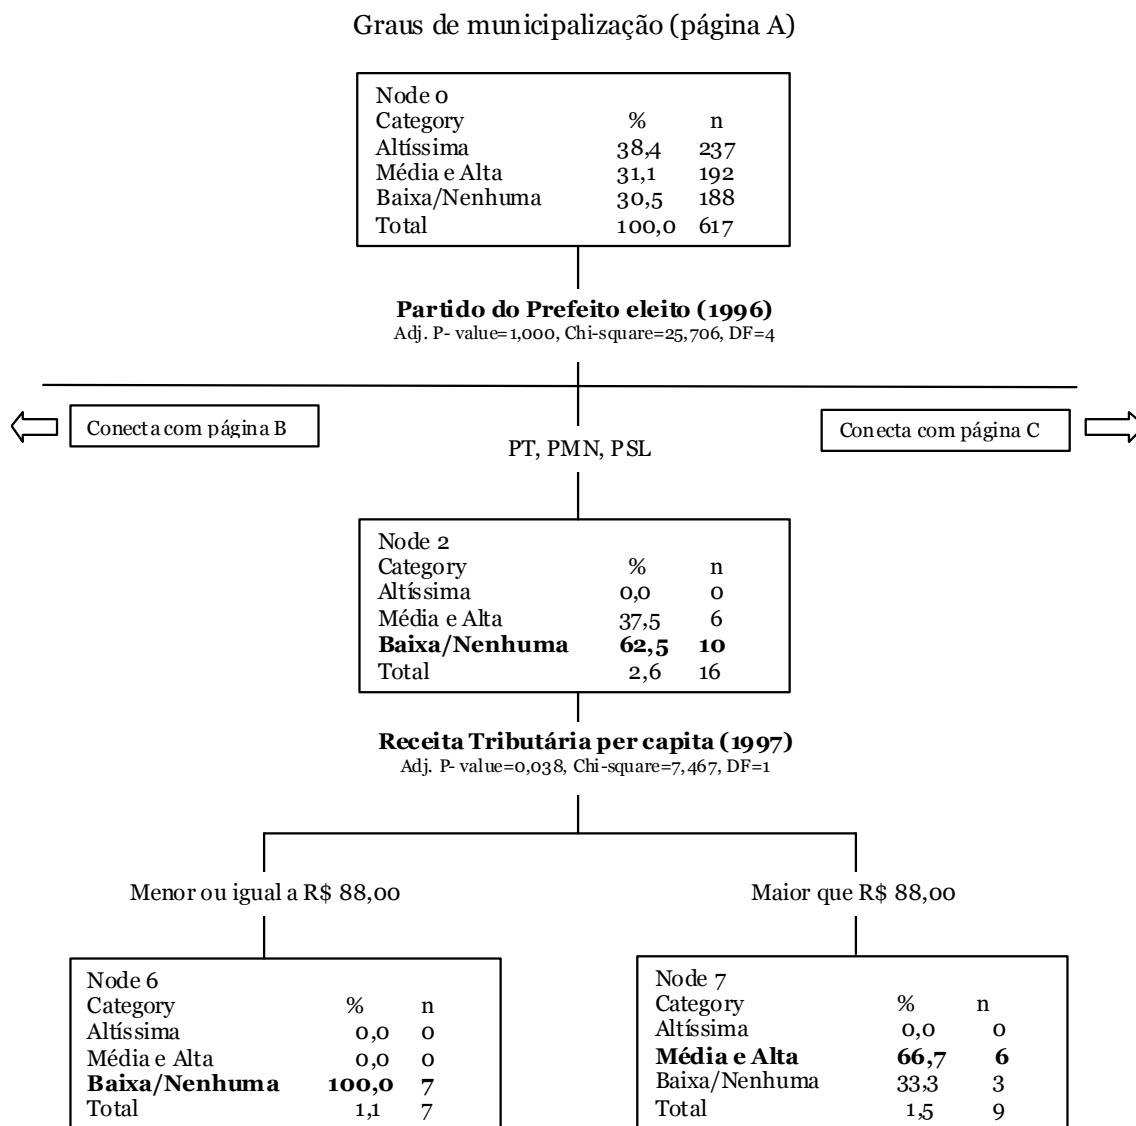 Graus de municipalização (página A)
Node 0
Category % n
Altíssima 38,4 237
Média e Alta 31,1 192
Baixa/Nenhuma 30,5 188
Total 100,0 617
Partido do Prefeito eleito (1996)
Adj. P- value=1,000, Chi-square=25,706, DF=4
Conecta com página B
Conecta com página C
PT, PMN, PSL
Node 2
Category % n
Altíssima 0,0 0
Média e Alta 37,5 6
Baixa/Nenhuma 62,5 10
Total 2,6 16
Receita Tributária per capita (1997)
Adj. P- value=0,038, Chi-square=7,467, DF=1
Menor ou igual a R$ 88,00
Maior que R$ 88,00
Node 6
Category % n
Altíssima 0,0 0
Média e Alta 0,0 0
Baixa/Nenhuma 100,0 7
Total 1,1 7
Node 7
Category % n
Altíssima 0,0 0
Média e Alta 66,7 6
Baixa/Nenhuma 33,3 3
Total 1,5 9